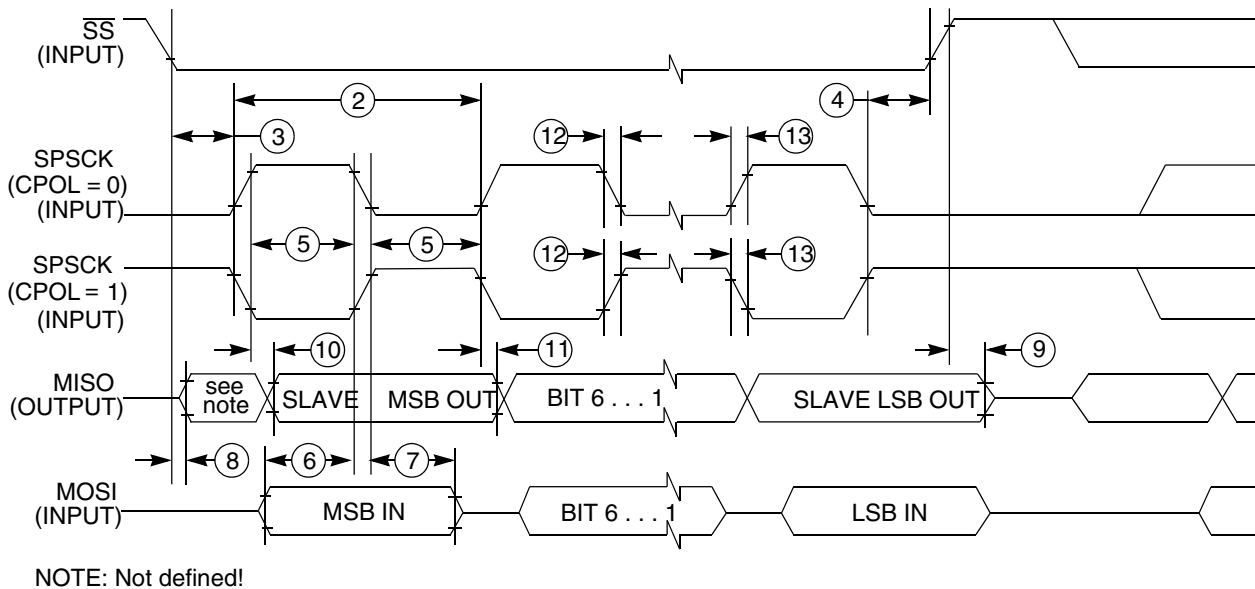 SS
(INPUT)
2
4
3
12
13
SPSCK
(CPOL = 0)
(INPUT)
5
5
12
13
SPSCK
(CPOL = 1)
(INPUT)
10
11
9
MISO
(OUTPUT)
see
note
SLAVE
MSB OUT
BIT 6 . . . 1
SLAVE LSB OUT
8
6
7
MOSI
(INPUT)
MSB IN
BIT 6 . . . 1
LSB IN
NOTE: Not defined!